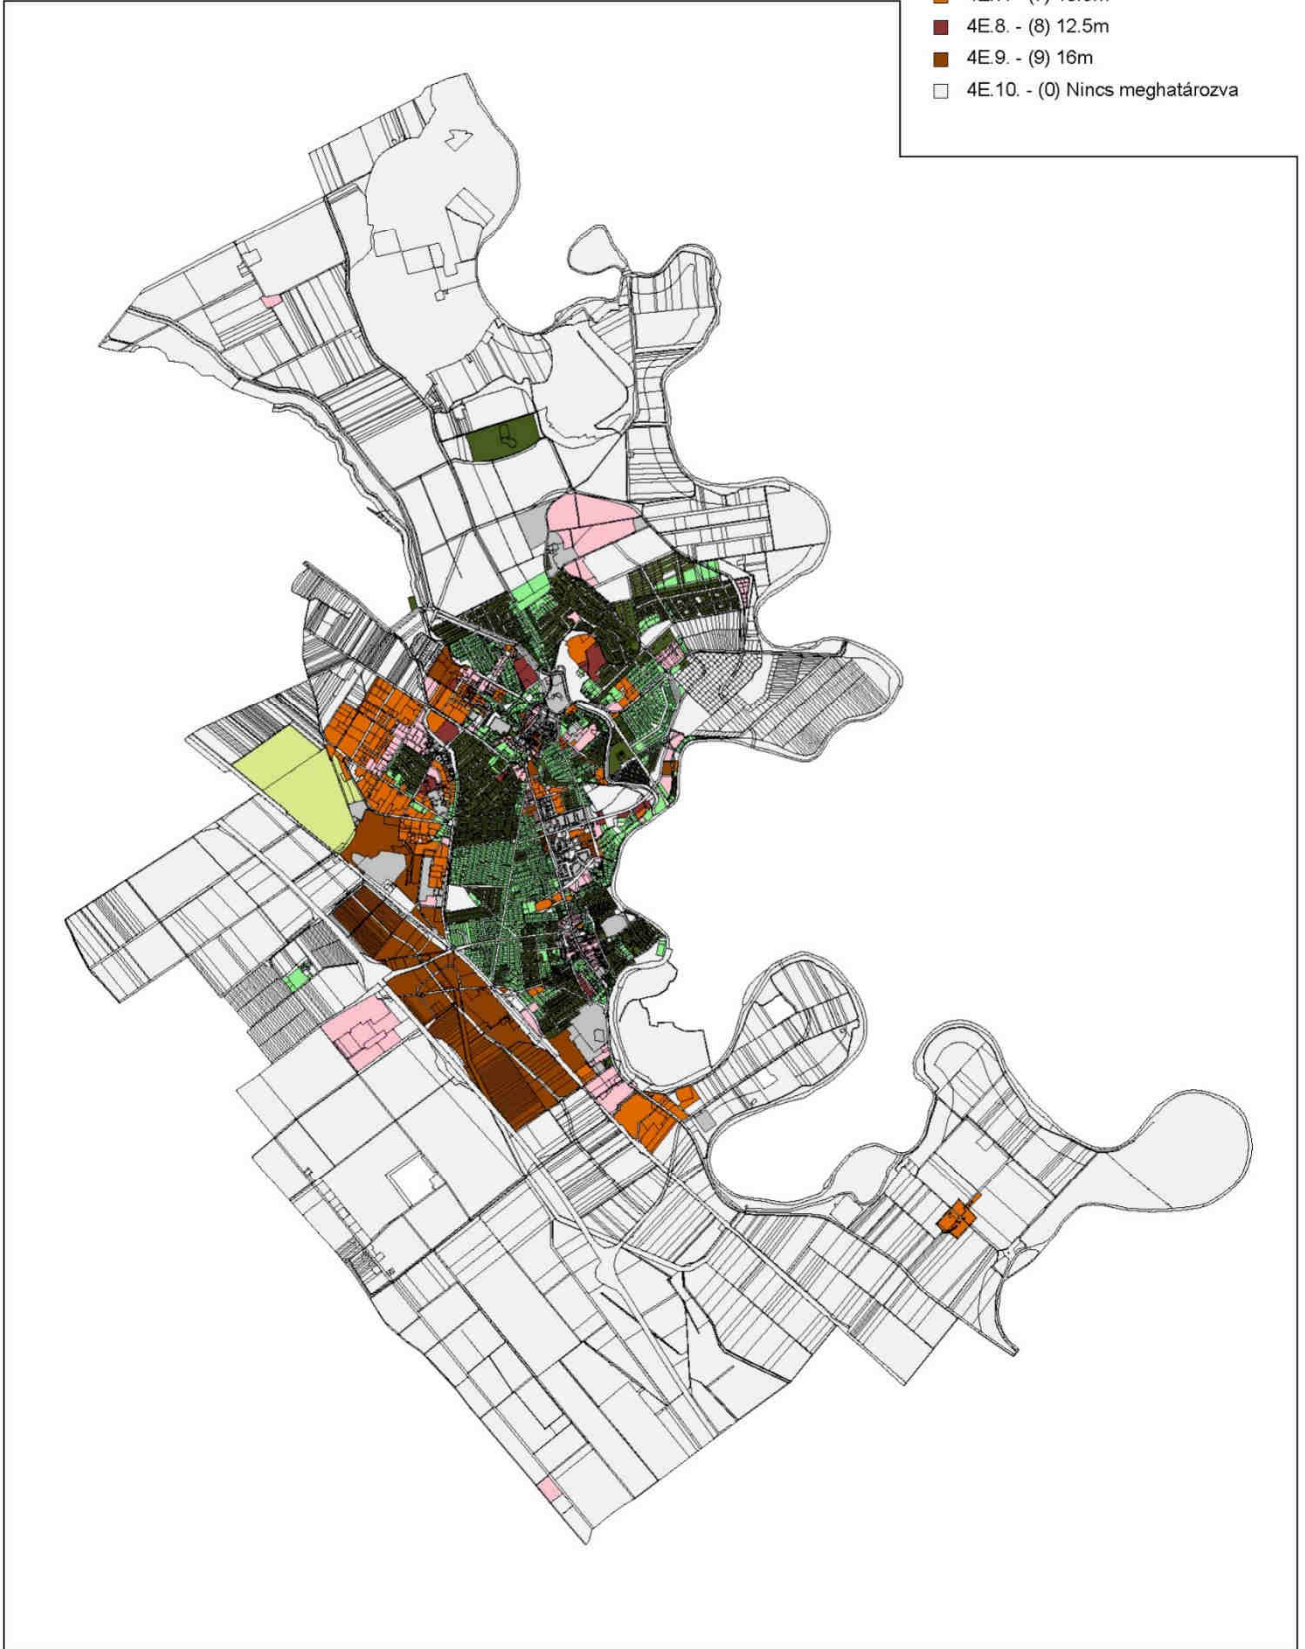 4E.8. - (8) 12.5m
4E.9. - (9) 16m
4E.10. - (0) Nincs meghatározva